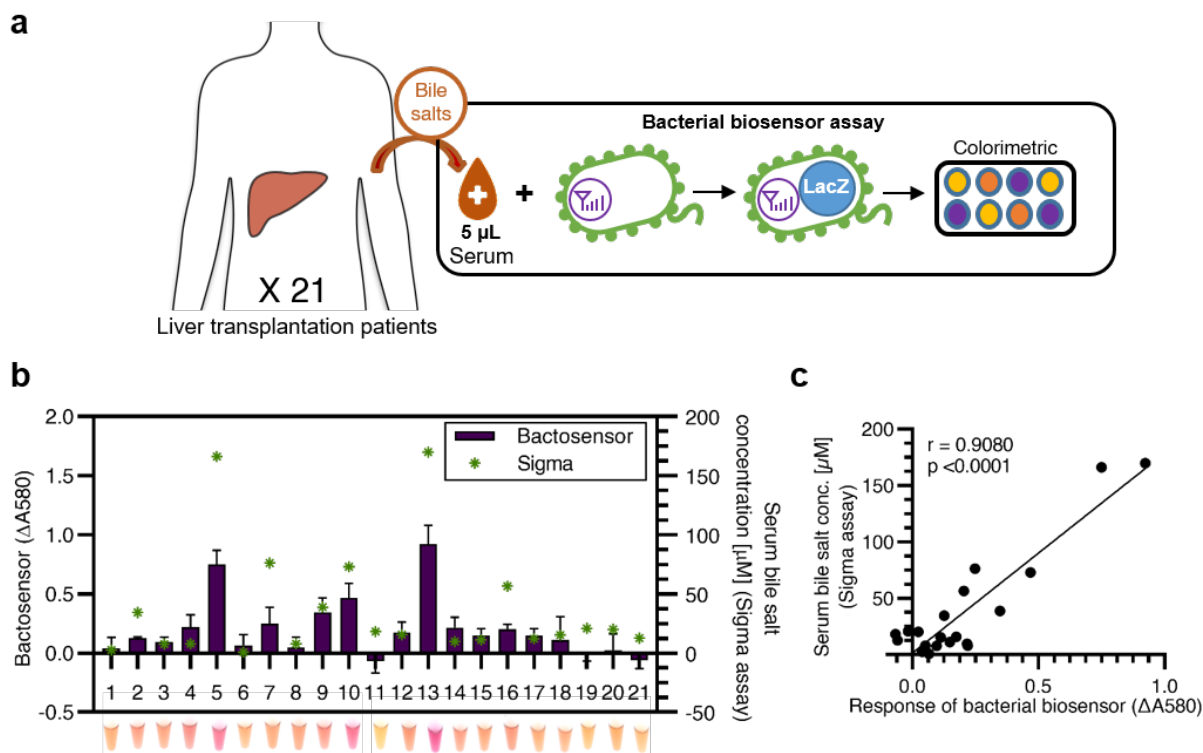 a
Bile
salts
Bacterial biosensor assay
Colorimetric
LacZ
+
5 µL
Serum
X 21
Liver transplantation patients
b
Bactosensor (ΔA580)
2.0
1.5
1.0
0.5
0.0
-0.5
Bactosensor
Sigma
200
150
100
50
0
-50
Serum bile salt
concentration [µM] (Sigma assay)
1 2 3 4 5 6 7 8 9 10 11 12 13 14 15 16 17 18 19 20 21
c
Serum bile salt conc. [µM]
(Sigma assay)
200
150
100
50
r = 0.9080
p <0.0001
0.0 0.5 1.0
Response of bacterial biosensor (ΔA580)